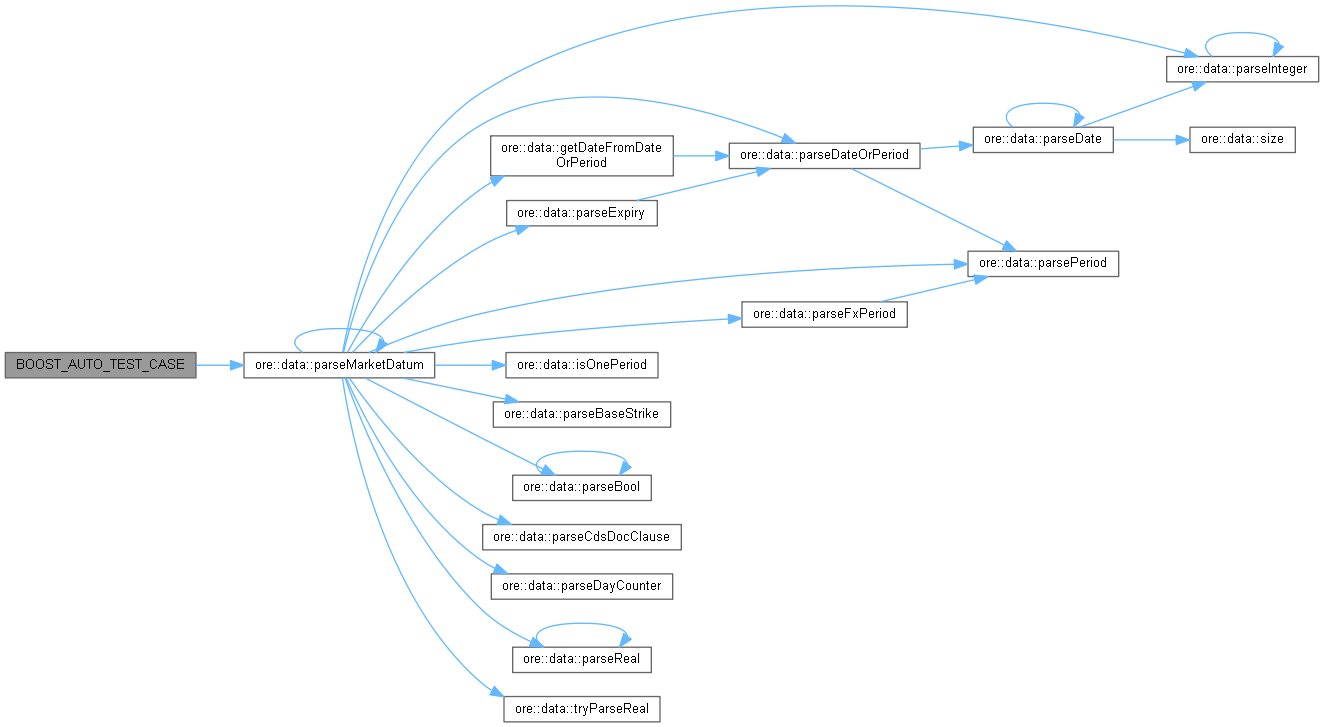 ore::data::parseInteger
ore::data::parseDate
ore::data::size
ore::data::getDateFromDate
OrPeriod
ore::data::parseDateOrPeriod
ore::data::parseExpiry
ore::data::parsePeriod
ore::data::parseFxPeriod
BOOST_AUTO_TEST_CASE
ore::data::parseMarketDatum
ore::data::isOnePeriod
ore::data::parseBaseStrike
ore::data::parseBool
ore::data::parseCdsDocClause
ore::data::parseDayCounter
ore::data::parseReal
ore::data::tryParseReal